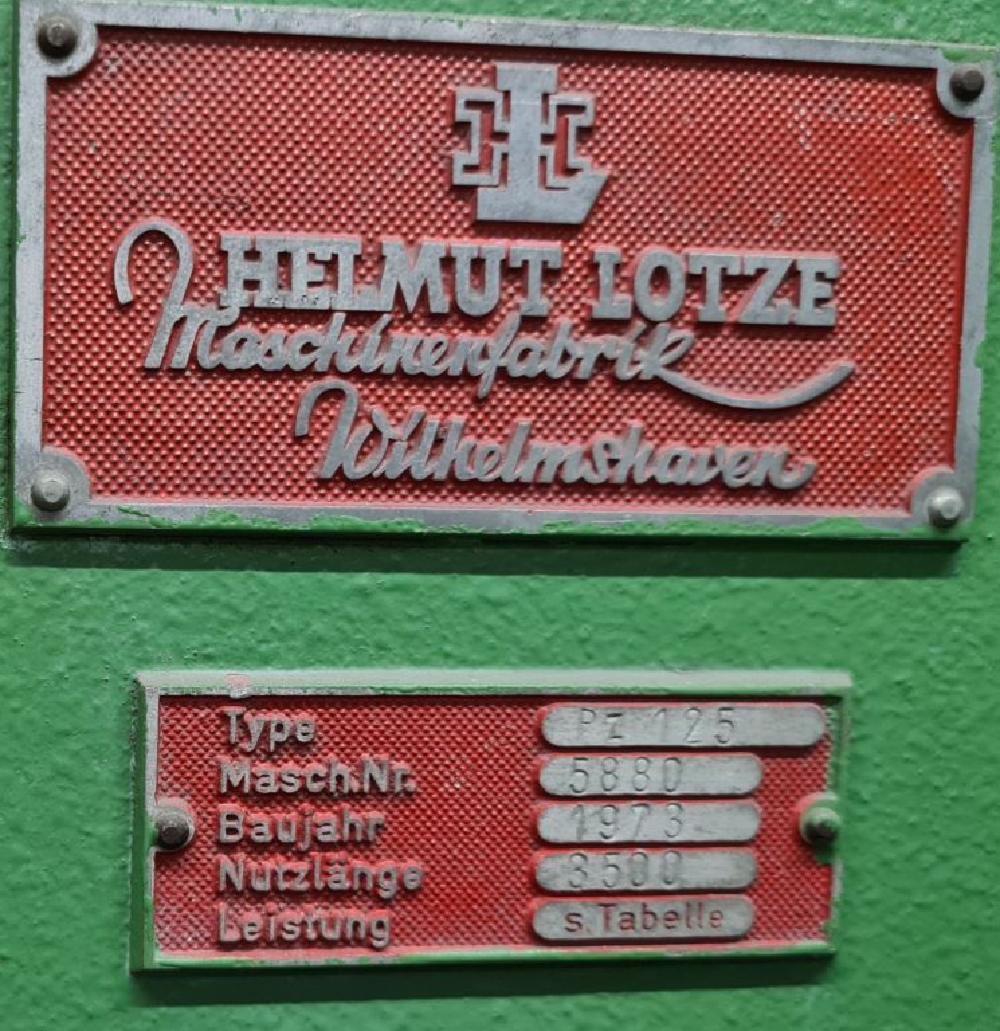 HELMUT LOTZE
Maschinenfabrik
Wilhelmshaven
Type PZ 125
Masch.Nr. 5880
Baujahr 1973
Nutzlänge 3500
Leistung s.Tabelle